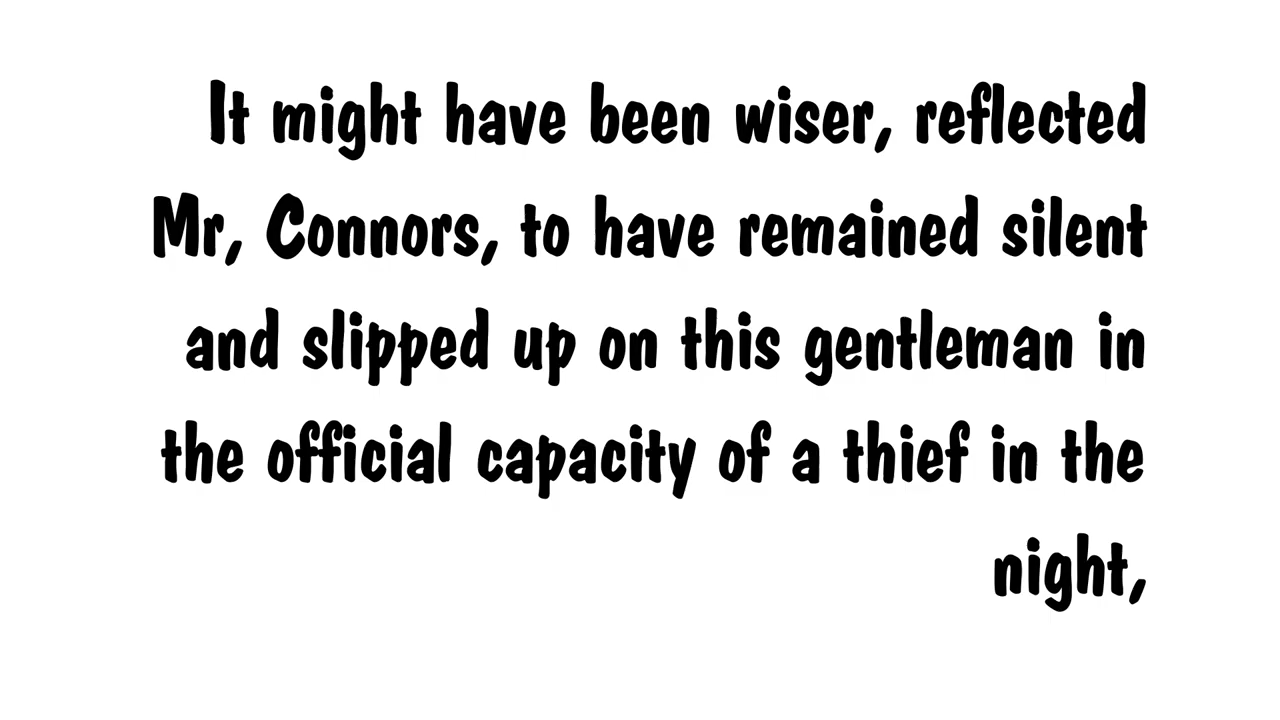 It might have been wiser, reflected
Mr, Connors, to have remained silent
and slipped up on this gentleman in
the official capacity of a thief in the
night,